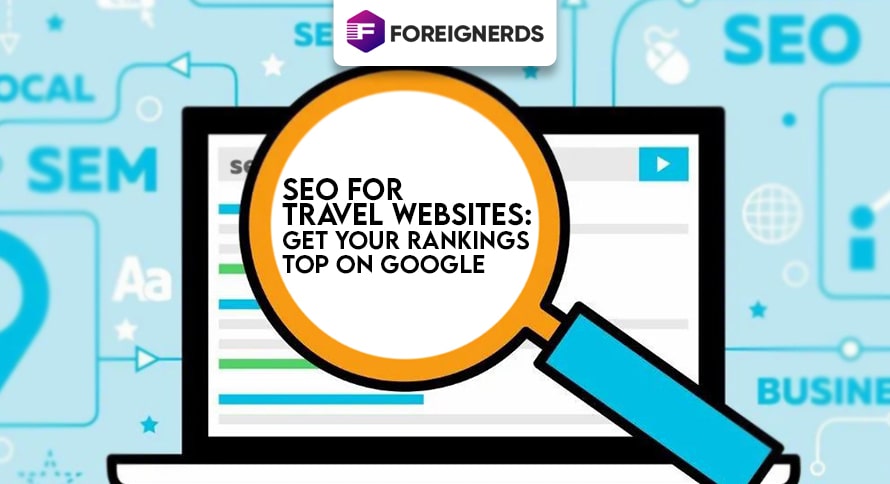 FOREIGNERDS
SE
SEO
OCAL
SEM
se
SEO FOR
TRAVEL WEBSITES:
GET YOUR RANKINGS
TOP ON GOOGLE
Aa
BUSINE